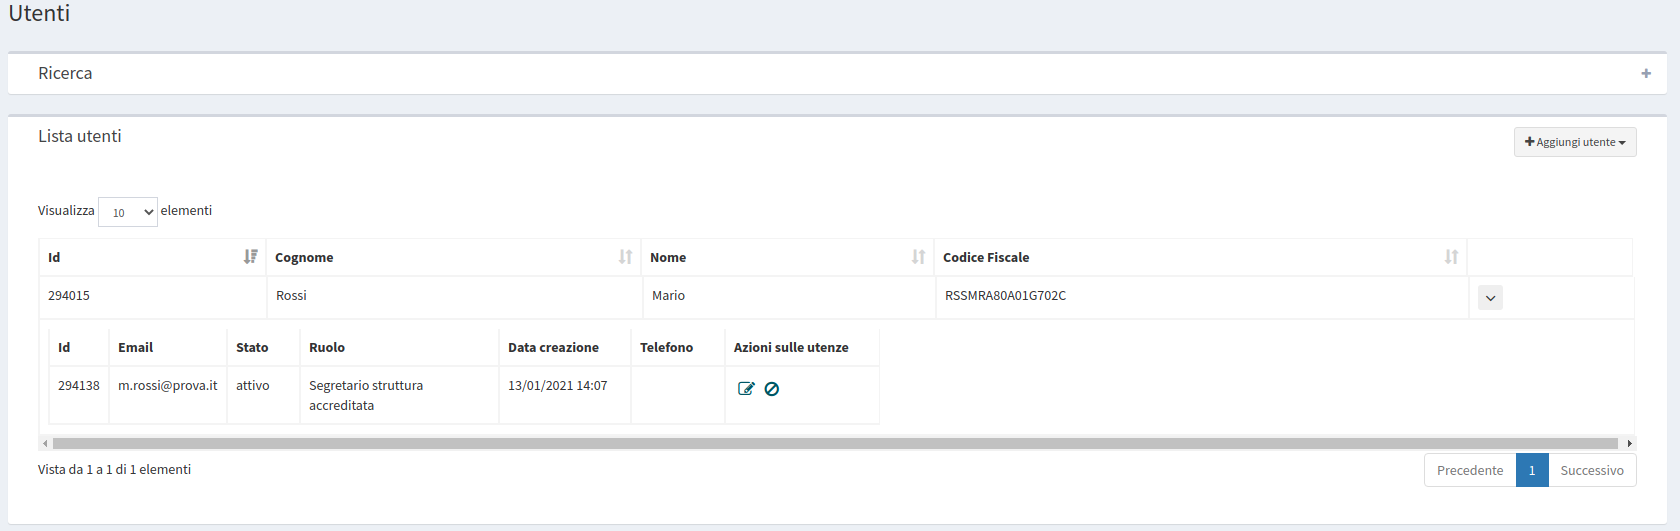 Utenti
Ricerca
Lista utenti
Aggiungi utente
Visualizza 10 elementi
Id Cognome Nome Codice Fiscale
294015 Rossi Mario RSSMRA80A01G702C
Id Email Stato Ruolo Data creazione Telefono Azioni sulle utenze
294138 m.rossi@prova.it attivo Segretario struttura 13/01/2021 14:07
accreditata
Vista da 1 a 1 di 1 elementi
Precedente 1 Successivo